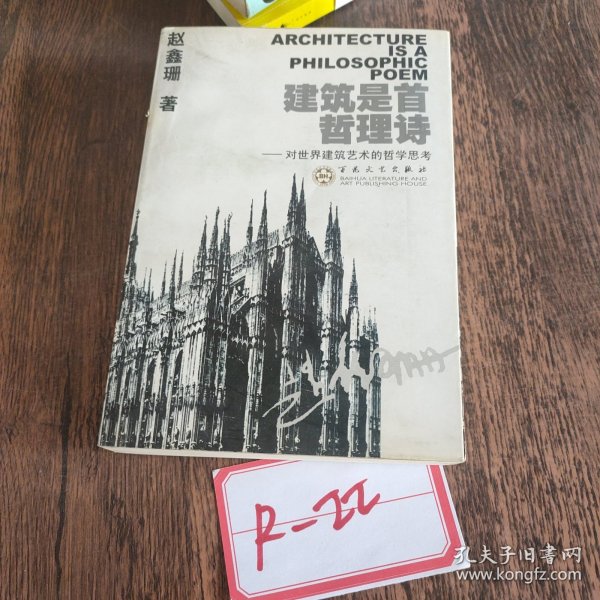 赵鑫珊 著
ARCHITECTURE
IS A
PHILOSOPHIC
POEM
建筑是首
哲理诗
——对世界建筑艺术的哲学思考
百花文艺出版社
BAIHUA LITERATURE AND
ART PUBLISHING HOUSE
R-22
孔夫子旧书网
www.kongfz.com